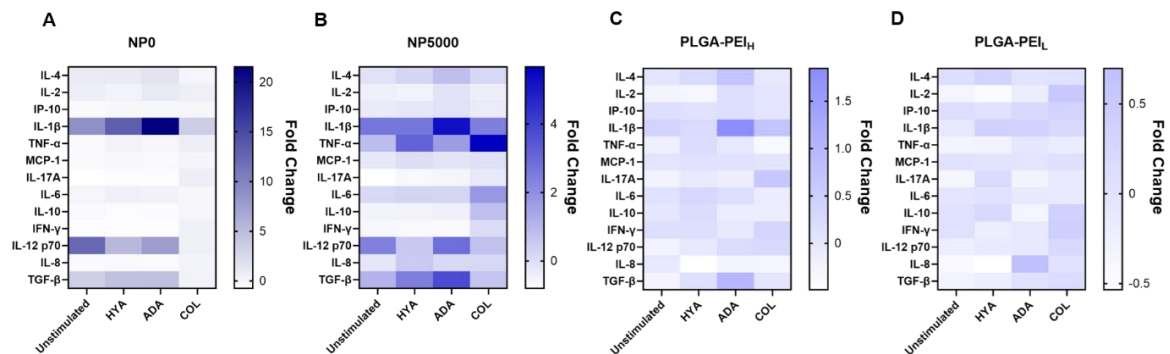 A
NP0
IL-4
IL-2
IP-10
IL-1β
TNF-α
MCP-1
IL-17A
IL-6
IL-10
IFN-γ
IL-12 p70
IL-8
TGF-β
Unstimulated
HYA
ADA
COL
20
15
10
5
0
Fold Change
B
NP5000
IL-4
IL-2
IP-10
IL-1β
TNF-α
MCP-1
IL-17A
IL-6
IL-10
IFN-γ
IL-12 p70
IL-8
TGF-β
Unstimulated
HYA
ADA
COL
4
2
0
Fold Change
C
PLGA-PEIH
IL-4
IL-2
IP-10
IL-1β
TNF-α
MCP-1
IL-17A
IL-6
IL-10
IFN-γ
IL-12 p70
IL-8
TGF-β
Unstimulated
HYA
ADA
COL
1.5
1.0
0.5
0
Fold Change
D
PLGA-PEIL
IL-4
IL-2
IP-10
IL-1β
TNF-α
MCP-1
IL-17A
IL-6
IL-10
IFN-γ
IL-12 p70
IL-8
TGF-β
Unstimulated
HYA
ADA
COL
0.5
0
-0.5
Fold Change